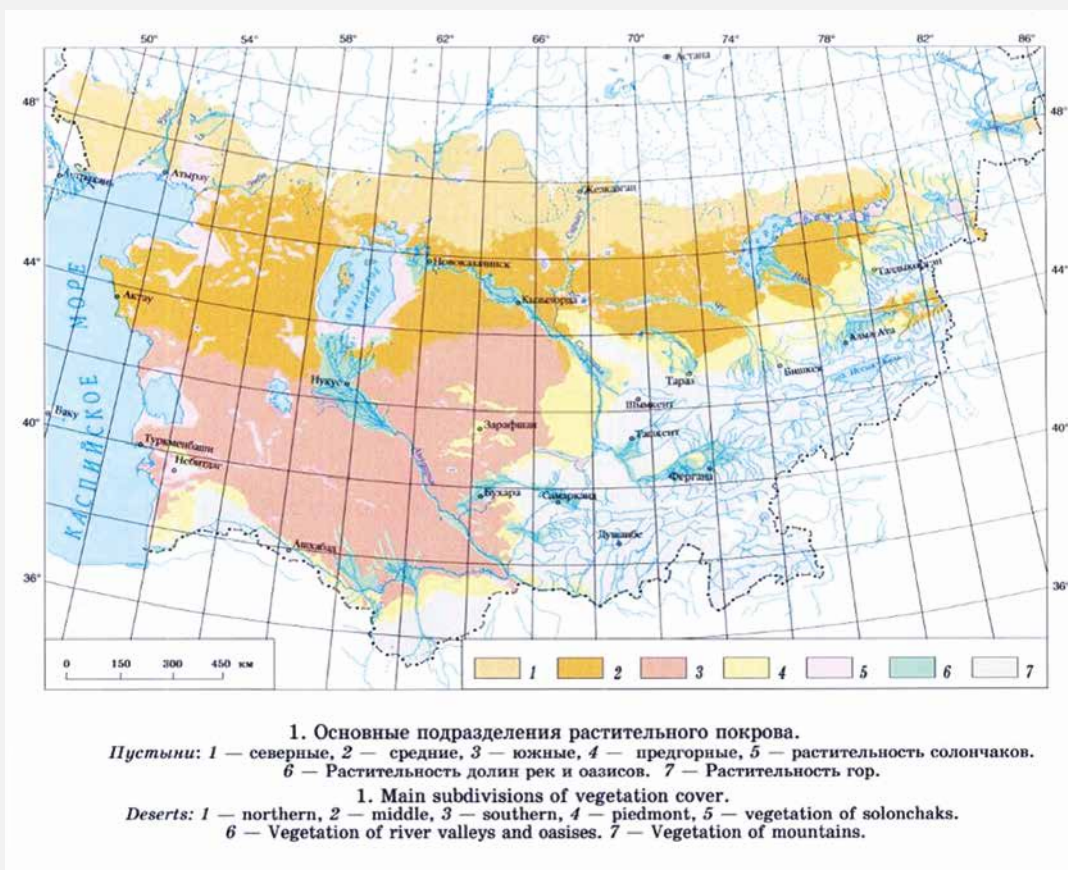 50° 54° 58° 62° 66° 70° 74° 78° 82° 86°
Астана
48° 48°
Атырау
Жезказган
Новоказалинск
44° 44°
Талдыкорган
Актау
Кызылорда
Алма Ата
Бишкек
Тараз
Нукус
Шымкент
КАСПИЙСКОЕ МОРЕ
Баку
40° 40°
Зарафшан
Ташкент
Туркменбаши
Небитдаг
Фергана
Бухара
Самарканд
Душанбе
Ашхабад
36° 36°
0 150 300 450 км
1 2 3 4 5 6 7
1. Основные подразделения растительного покрова.
Пустыни: 1 — северные, 2 — средние, 3 — южные, 4 — предгорные, 5 — растительность солончаков.
6 — Растительность долин рек и оазисов. 7 — Растительность гор.
1. Main subdivisions of vegetation cover.
Deserts: 1 — northern, 2 — middle, 3 — southern, 4 — piedmont, 5 — vegetation of solonchaks.
6 — Vegetation of river valleys and oasises. 7 — Vegetation of mountains.